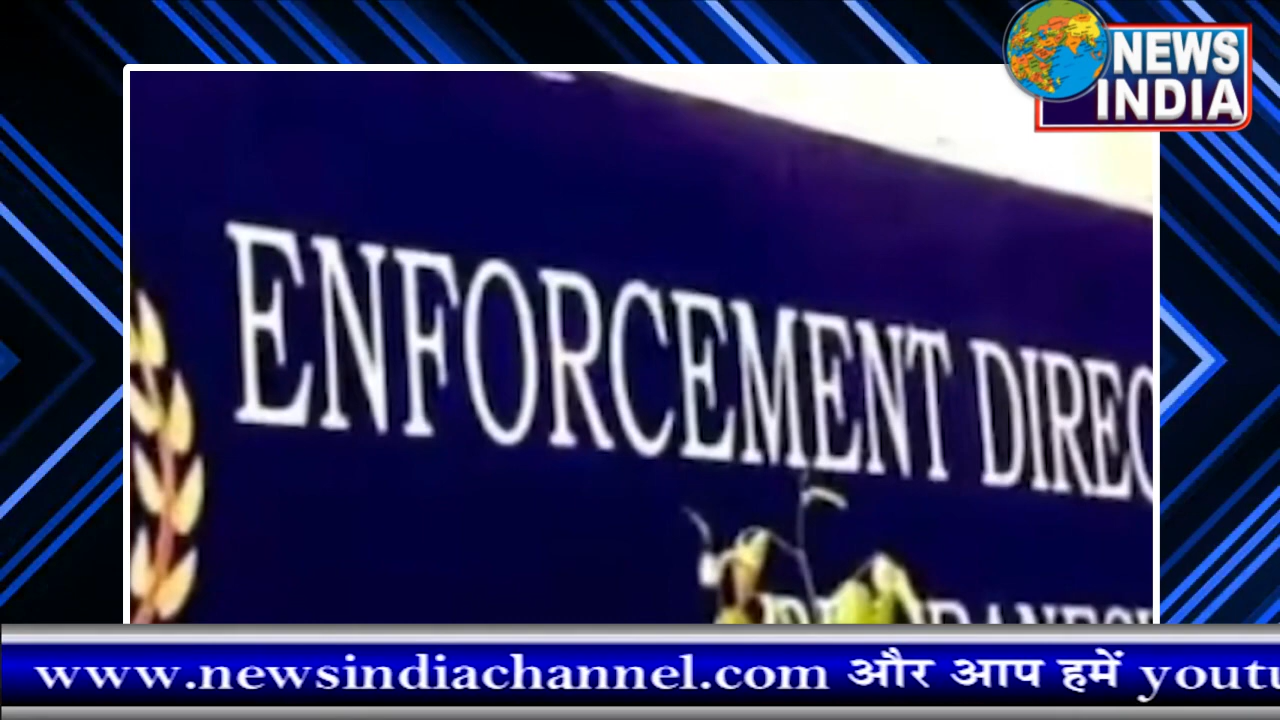 NEWS
INDIA
ENFORCEMENT DIREC
www.newsindiachannel.com और आप हमें youtu